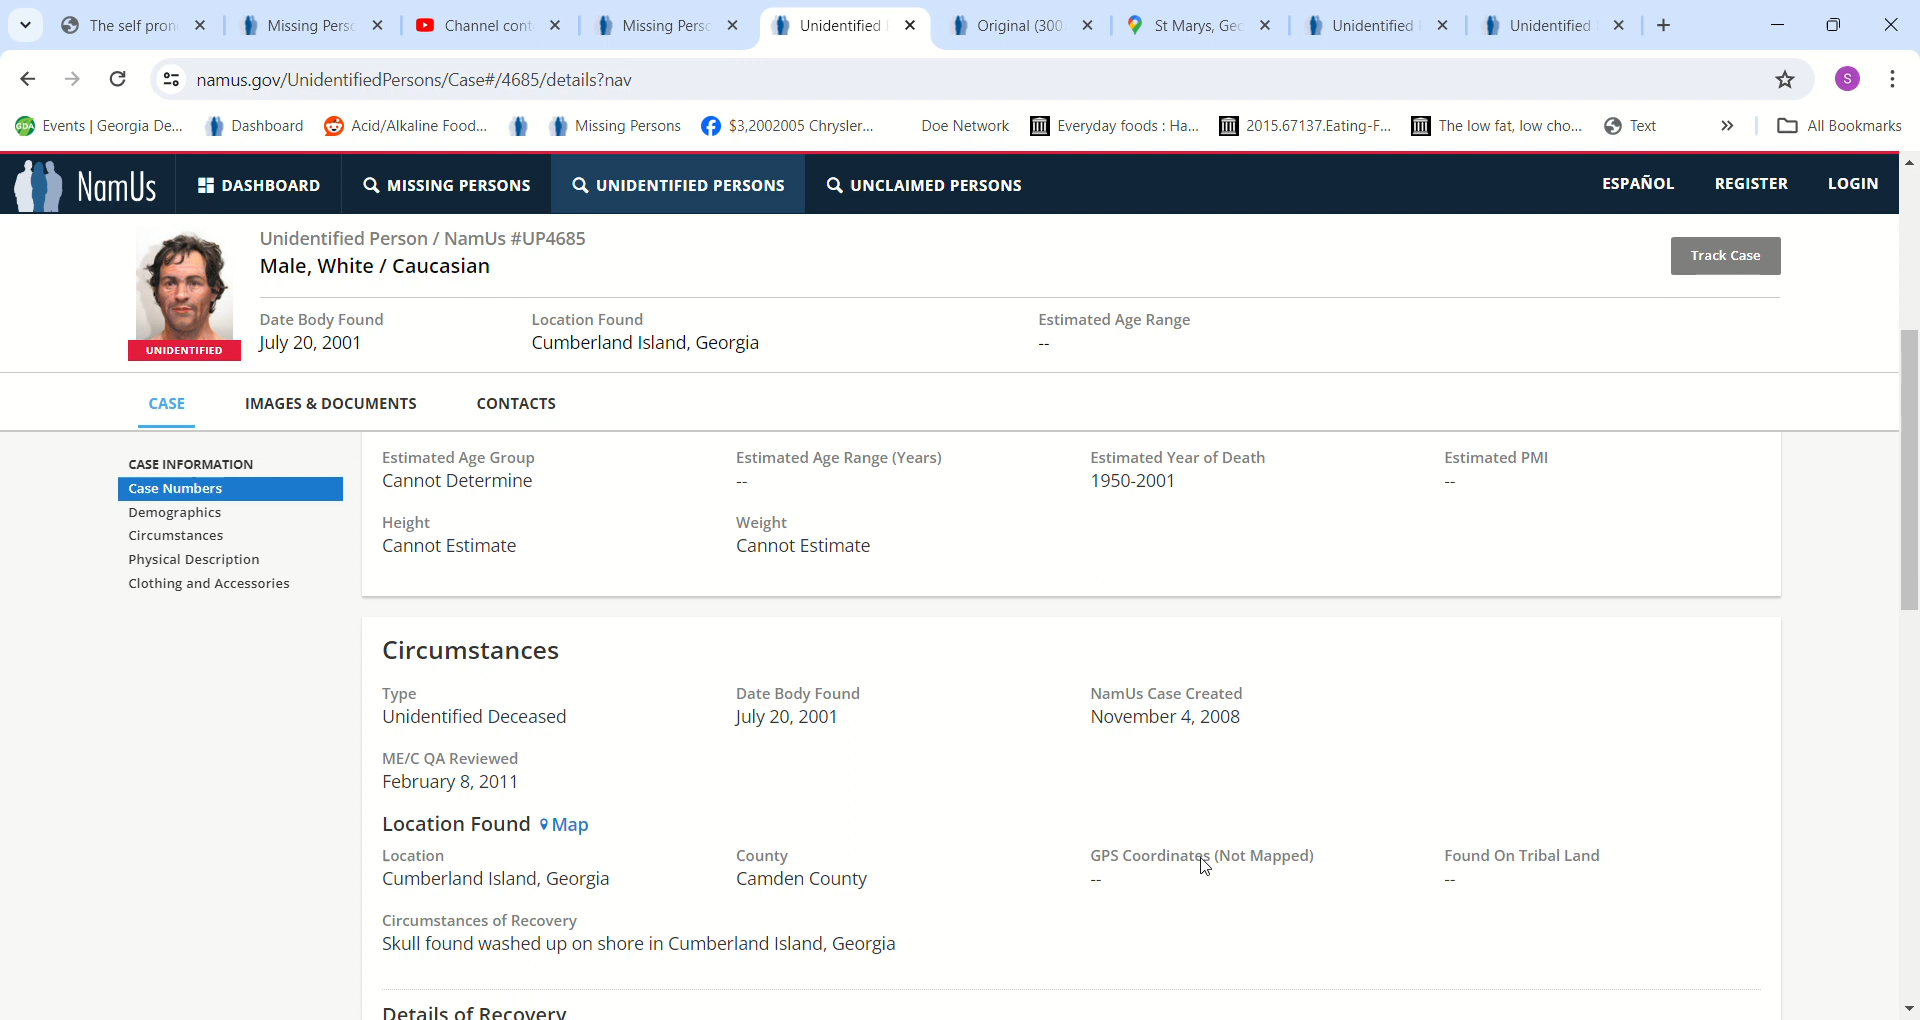 The self pron
Missing Perso
Channel cont
Missing Perso
Unidentified
Original (300
St Marys, Geo
Unidentified
Unidentified
namus.gov/UnidentifiedPersons/Case#/4685/details?nav
S
Events | Georgia De...
Dashboard
Acid/Alkaline Food...
Missing Persons
$3,2002005 Chrysler...
Doe Network
Everyday foods : Ha...
2015.67137.Eating-F...
The low fat, low cho...
Text
All Bookmarks
NamUs
DASHBOARD
MISSING PERSONS
UNIDENTIFIED PERSONS
UNCLAIMED PERSONS
ESPAÑOL
REGISTER
LOGIN
Unidentified Person / NamUs #UP4685
Male, White / Caucasian
Track Case
UNIDENTIFIED
Date Body Found
July 20, 2001
Location Found
Cumberland Island, Georgia
Estimated Age Range
--
CASE
IMAGES & DOCUMENTS
CONTACTS
CASE INFORMATION
Case Numbers
Demographics
Circumstances
Physical Description
Clothing and Accessories
Estimated Age Group
Cannot Determine
Estimated Age Range (Years)
--
Estimated Year of Death
1950-2001
Estimated PMI
--
Height
Cannot Estimate
Weight
Cannot Estimate
Circumstances
Type
Unidentified Deceased
Date Body Found
July 20, 2001
NamUs Case Created
November 4, 2008
ME/C QA Reviewed
February 8, 2011
Location Found Map
Location
Cumberland Island, Georgia
County
Camden County
GPS Coordinates (Not Mapped)
--
Found On Tribal Land
--
Circumstances of Recovery
Skull found washed up on shore in Cumberland Island, Georgia
Details of Recovery